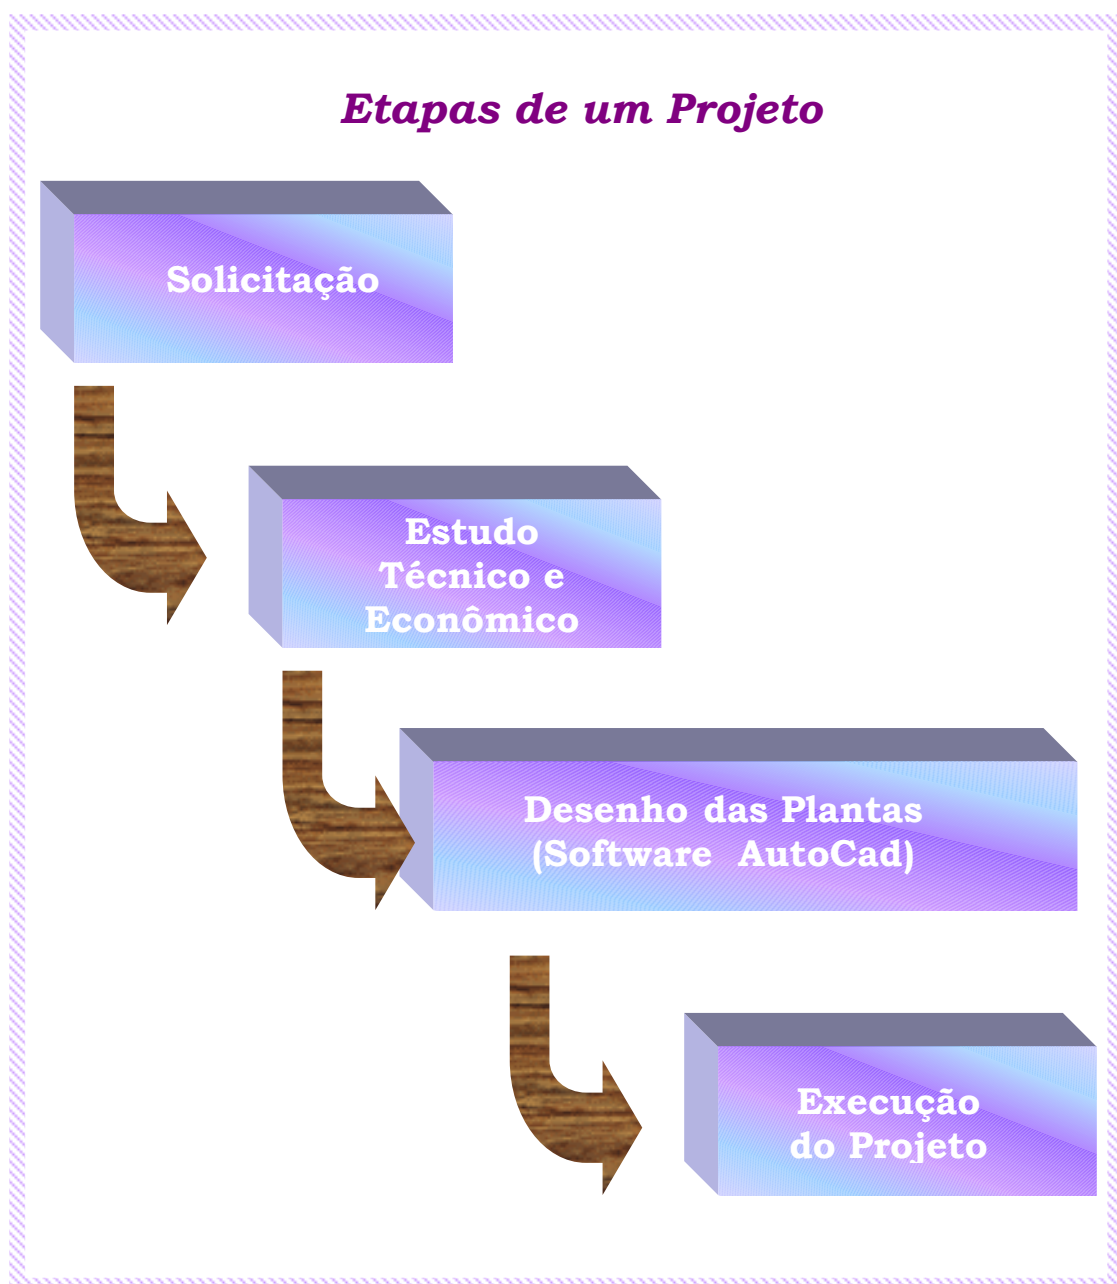 Etapas de um Projeto
Solicitação
Estudo
Técnico e
Econômico
Desenho das Plantas
(Software AutoCad)
Execução
do Projeto